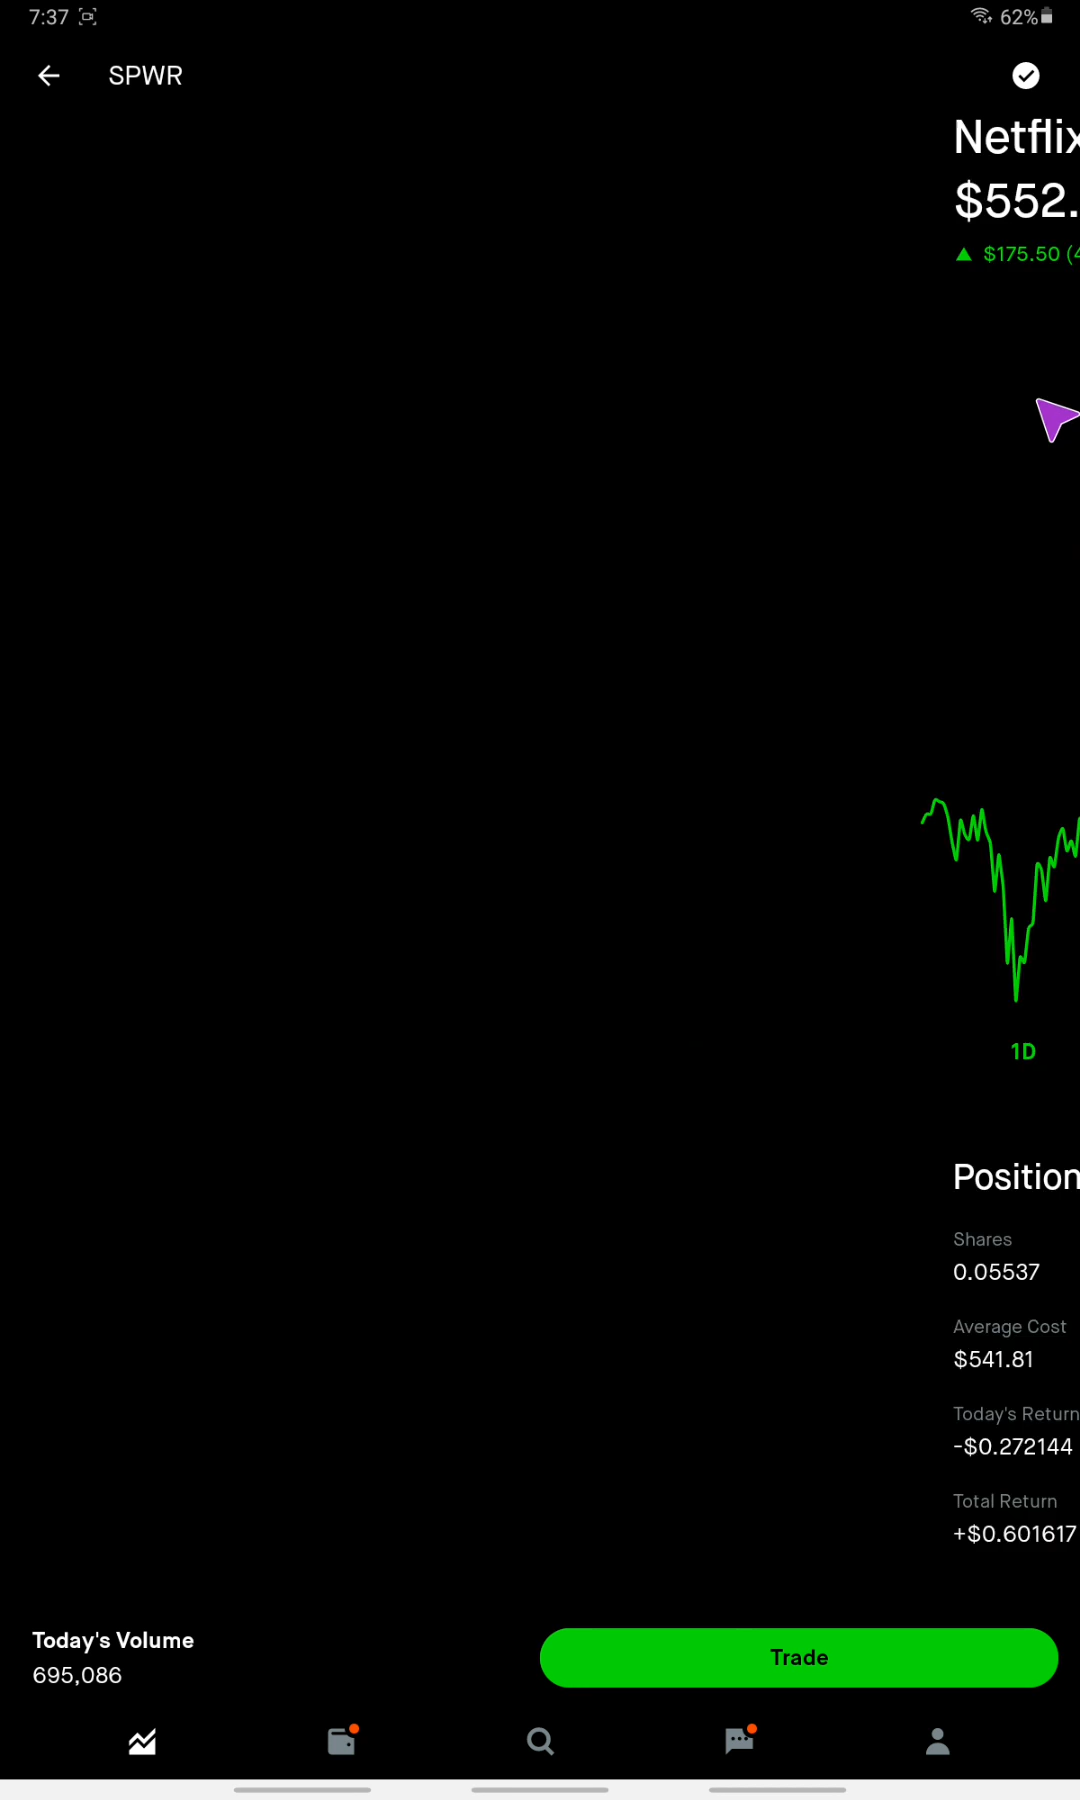 7:37 62%
SPWR
Netflix
$552.
▲ $175.50 (4
1D
Position
Shares
0.05537
Average Cost
$541.81
Today's Return
-$0.272144
Total Return
+$0.601617
Today's Volume
695,086
Trade